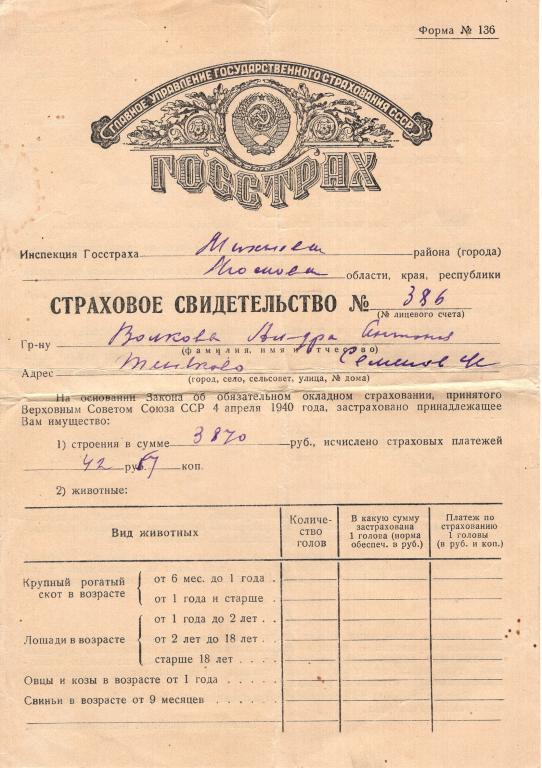 Форма № 136
ГЛАВНОЕ УПРАВЛЕНИЕ ГОСУДАРСТВЕННОГО СТРАХОВАНИЯ СССР
ГОССТРАХ
Инспекция Госстраха района (города)
области, края, республики
СТРАХОВОЕ СВИДЕТЕЛЬСТВО № 386
(№ лицевого счета)
Гр-ну Волкова Ал-дра
(фамилия, имя и отчество)
Адрес
(город, село, сельсовет, улица, № дома)
На основании Закона об обязательном окладном страховании, принятого
Верховным Советом Союза ССР 4 апреля 1940 года, застраховано принадлежащее
Вам имущество:
1) строения в сумме 3870 руб., исчислено страховых платежей
42 руб. 57 коп.
2) животные:
Вид животных
Количе-
ство
голов
В какую сумму
застрахована
1 голова (норма
обеспеч. в руб.)
Платеж по
страхованию
1 головы
(в руб. и коп.)
Крупный рогатый
скот в возрасте
от 6 мес. до 1 года
от 1 года и старше
Лошади в возрасте
от 1 года до 2 лет
от 2 лет до 18 лет
старше 18 лет
Овцы и козы в возрасте от 1 года
Свиньи в возрасте от 9 месяцев